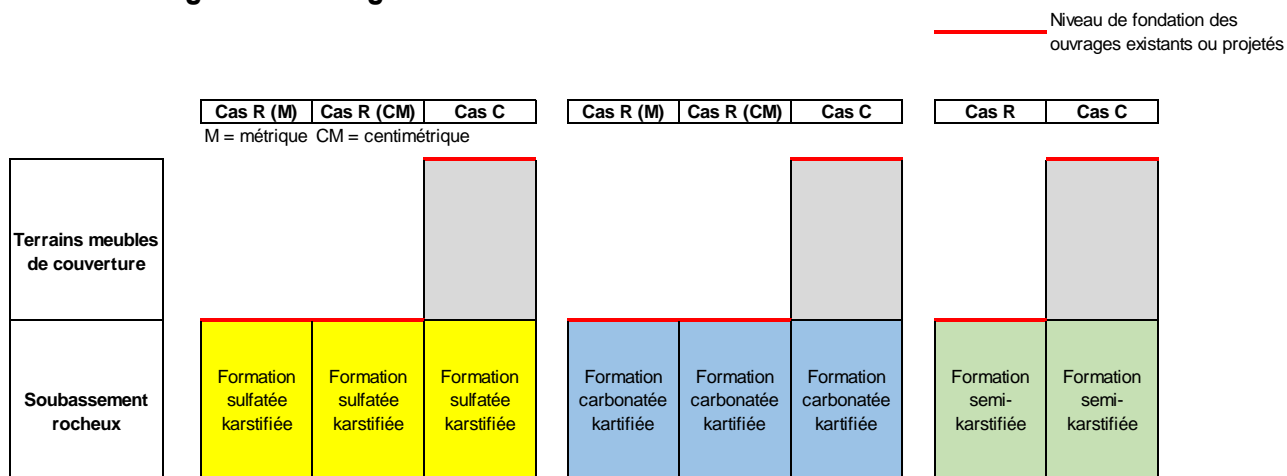 Niveau de fondation des
ouvrages existants ou projetés
Cas R (M) Cas R (CM) Cas C Cas R (M) Cas R (CM) Cas C Cas R Cas C
M = métrique CM = centimétrique
Terrains meubles
de couverture
Soubassement
rocheux
Formation
sulfatée
karstifiée
Formation
sulfatée
karstifiée
Formation
sulfatée
karstifiée
Formation
carbonatée
kartifiée
Formation
carbonatée
kartifiée
Formation
carbonatée
kartifiée
Formation
semi-
karstifiée
Formation
semi-
karstifiée